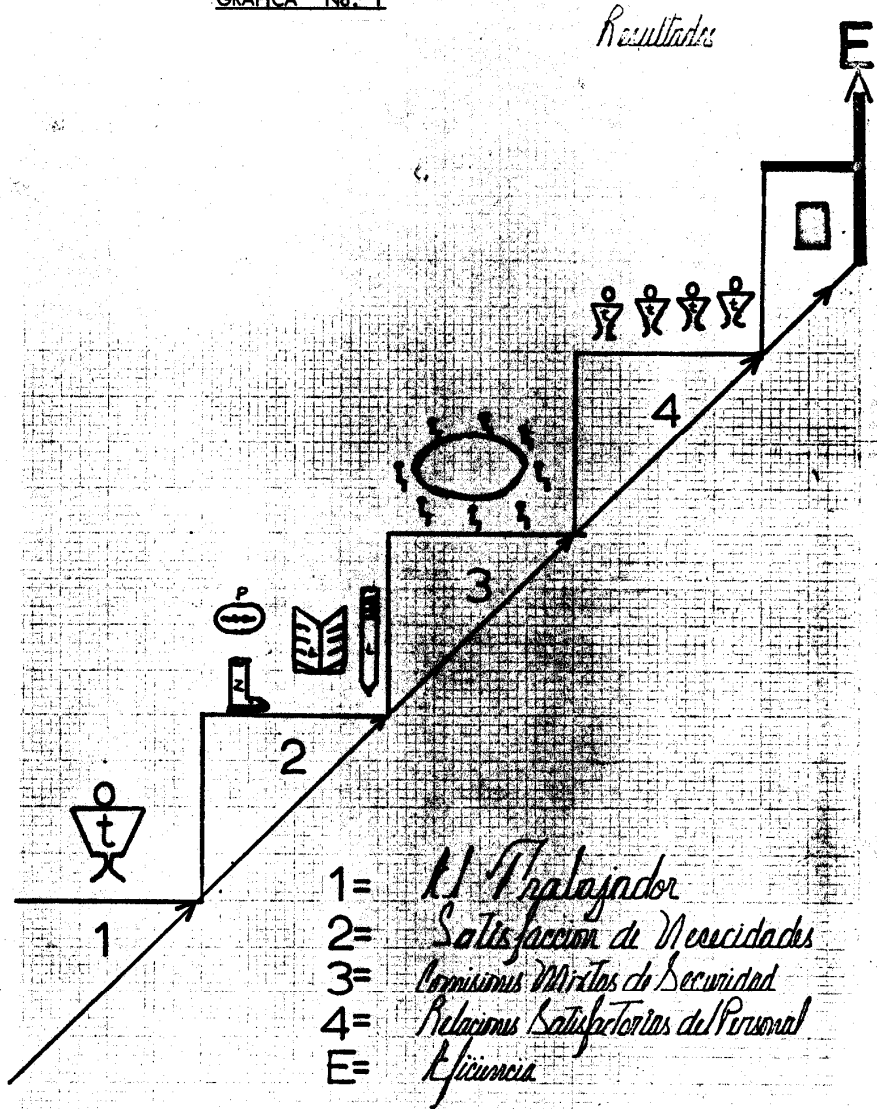 GRAFICA No. 1
Resultados
E
t t t t
4
3
P
Z
2
t
1
1= El Trabajador
2= Satisfaccion de Necesidades
3= Comisiones Mixtas de Securidad
4= Relaciones Satisfactorias del Personal
E= Eficiencia